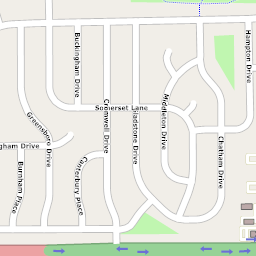 Buckingham Drive
Hampton Drive
Greensboro Drive
Somerset Lane
Cromwell Drive
Gladstone Drive
Middleton Drive
Chatham Drive
gham Drive
Burnham Place
Canterbury Place